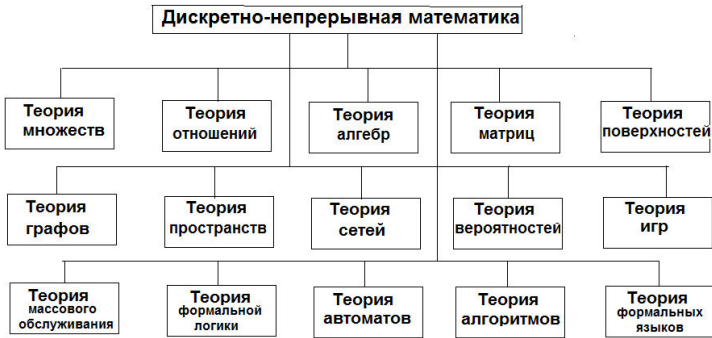 Дискретно-непрерывная математика
Теория
множеств
Теория
отношений
Теория
алгебр
Теория
матриц
Теория
поверхностей
Теория
графов
Теория
пространств
Теория
сетей
Теория
вероятностей
Теория
игр
Теория
массового
обслуживания
Теория
формальной
логики
Теория
автоматов
Теория
алгоритмов
Теория
формальных
языков